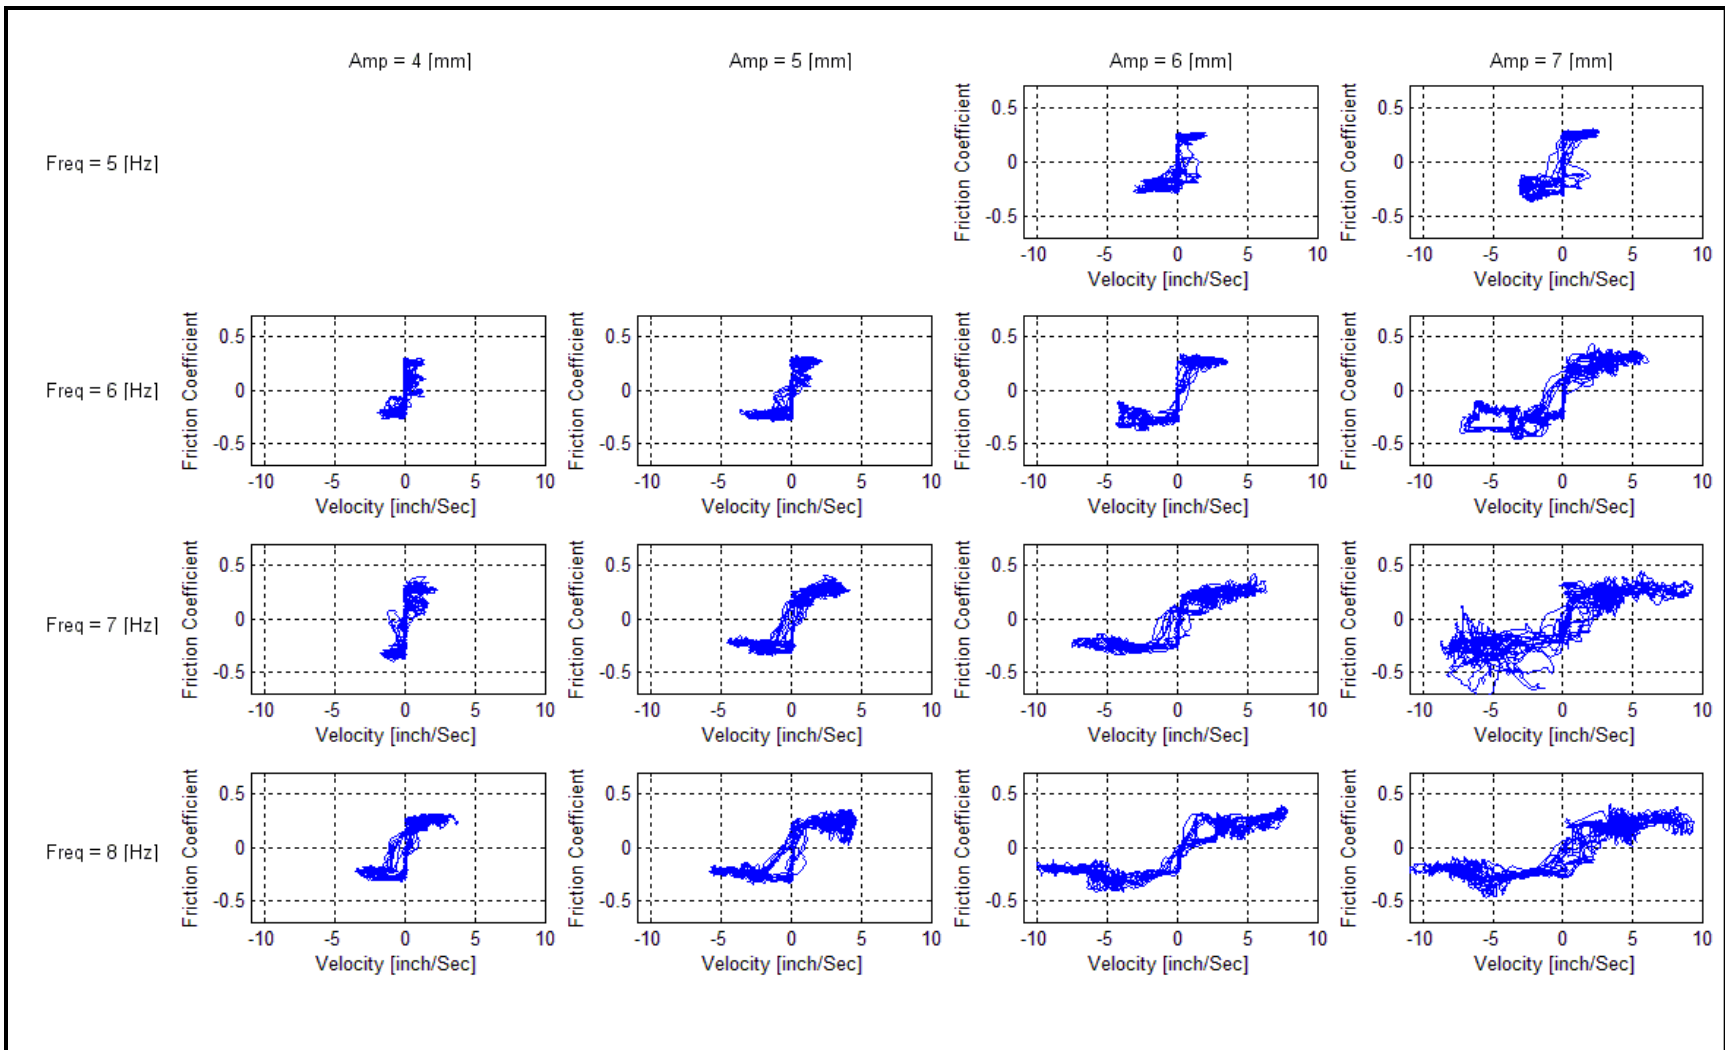 Amp = 4 [mm] Amp = 5 [mm] Amp = 6 [mm] Amp = 7 [mm]
Freq = 5 [Hz]
Friction Coefficient
0.5
0
-0.5
-10 -5 0 5 10
Velocity [inch/Sec]
Friction Coefficient
0.5
0
-0.5
-10 -5 0 5 10
Velocity [inch/Sec]
Freq = 6 [Hz]
Friction Coefficient
0.5
0
-0.5
-10 -5 0 5 10
Velocity [inch/Sec]
Friction Coefficient
0.5
0
-0.5
-10 -5 0 5 10
Velocity [inch/Sec]
Friction Coefficient
0.5
0
-0.5
-10 -5 0 5 10
Velocity [inch/Sec]
Friction Coefficient
0.5
0
-0.5
-10 -5 0 5 10
Velocity [inch/Sec]
Freq = 7 [Hz]
Friction Coefficient
0.5
0
-0.5
-10 -5 0 5 10
Velocity [inch/Sec]
Friction Coefficient
0.5
0
-0.5
-10 -5 0 5 10
Velocity [inch/Sec]
Friction Coefficient
0.5
0
-0.5
-10 -5 0 5 10
Velocity [inch/Sec]
Friction Coefficient
0.5
0
-0.5
-10 -5 0 5 10
Velocity [inch/Sec]
Freq = 8 [Hz]
Friction Coefficient
0.5
0
-0.5
-10 -5 0 5 10
Velocity [inch/Sec]
Friction Coefficient
0.5
0
-0.5
-10 -5 0 5 10
Velocity [inch/Sec]
Friction Coefficient
0.5
0
-0.5
-10 -5 0 5 10
Velocity [inch/Sec]
Friction Coefficient
0.5
0
-0.5
-10 -5 0 5 10
Velocity [inch/Sec]